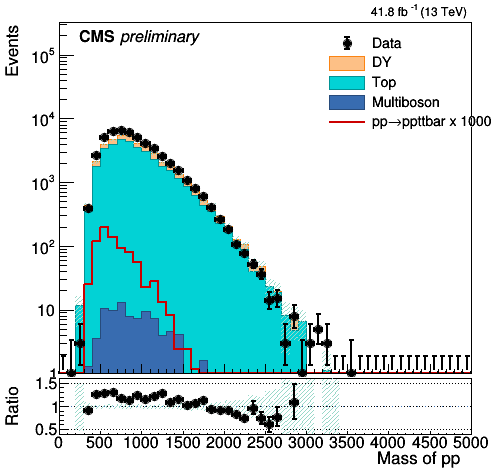 41.8 fb⁻¹ (13 TeV)
CMS preliminary
Events
Data
DY
Top
Multiboson
pp→ppttbar x 1000
10⁵
10⁴
10³
10²
10
1
Ratio
1.5
1
0.5
0 500 1000 1500 2000 2500 3000 3500 4000 4500 5000
Mass of pp